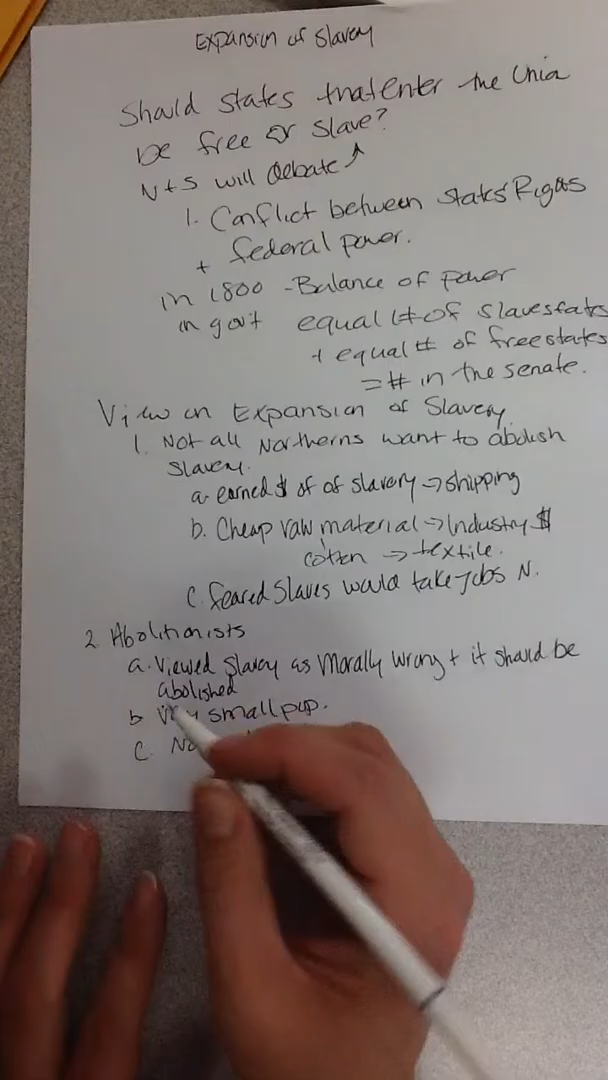 Expansion of Slavery
Should states that enter the Union
be free or slave?
N + S will debate ↑
1. Conflict between States' Rights
+ federal power.
in 1800 - Balance of power
in gov't equal # of slavestates
+ equal # of free states
= # in the senate.
View on Expansion of Slavery
1. Not all Northerns want to abolish
Slavery.
a. earned $ of of slavery → shipping
b. Cheap raw material → Industry $
cotten → textile.
C. feared Slaves would take Jobs N.
2. Abolitionists
a. Viewed Slavery as Morally wrong + it should be
abolished
b Very small pop.
C.